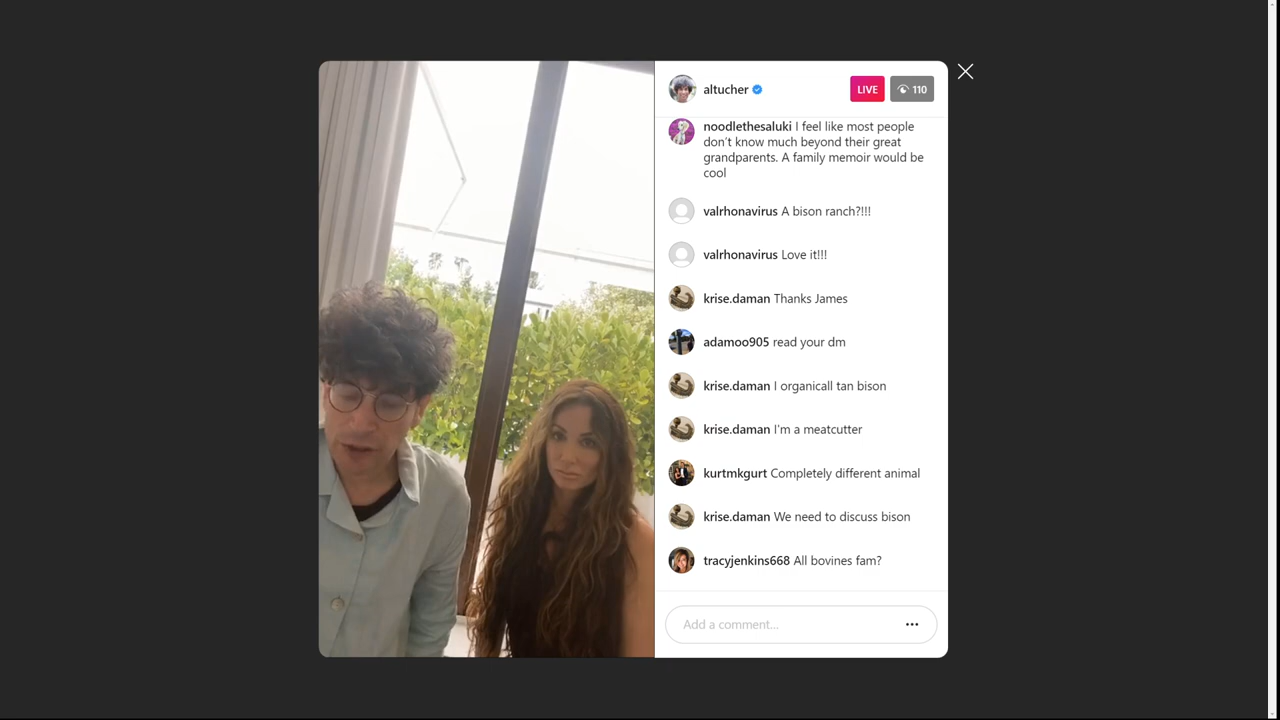 altucher
LIVE
110
noodlethesaluki I feel like most people
don't know much beyond their great
grandparents. A family memoir would be
cool
valrhonavirus A bison ranch?!!!
valrhonavirus Love it!!!
krise.daman Thanks James
adamoo905 read your dm
krise.daman I organicall tan bison
krise.daman I'm a meatcutter
kurtmkgurt Completely different animal
krise.daman We need to discuss bison
tracyjenkins668 All bovines fam?
Add a comment...